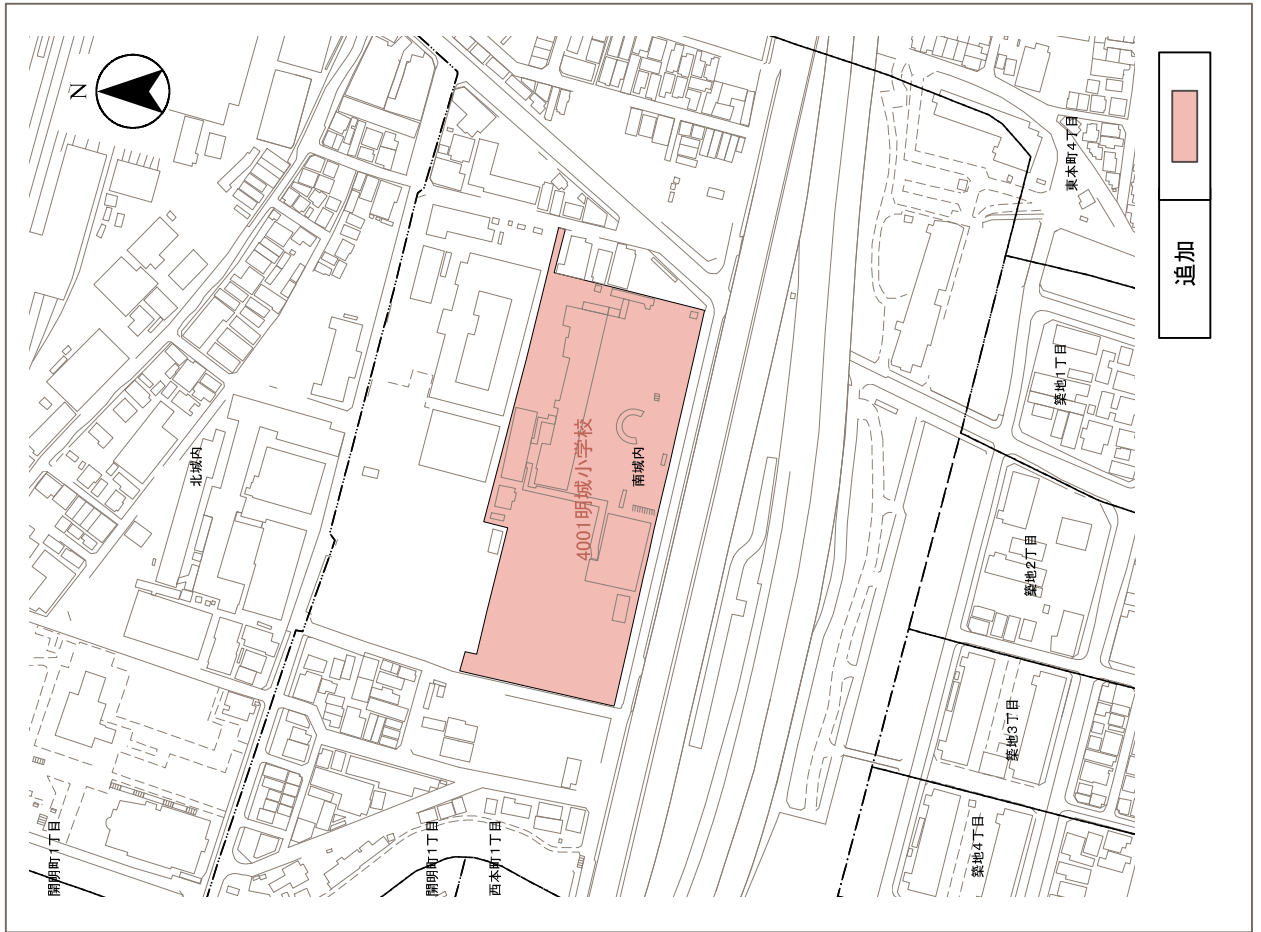 N
東本町4丁目
追加
築地1丁目
北城内
4001明城小学校
南城内
築地2丁目
築地3丁目
開明町1丁目
開明町1丁目
西本町1丁目
築地4丁目